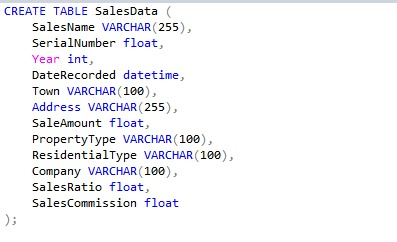 CREATE TABLE SalesData (
SalesName VARCHAR(255),
SerialNumber float,
Year int,
DateRecorded datetime,
Town VARCHAR(100),
Address VARCHAR(255),
SaleAmount float,
PropertyType VARCHAR(100),
ResidentialType VARCHAR(100),
Company VARCHAR(100),
SalesRatio float,
SalesCommission float
);